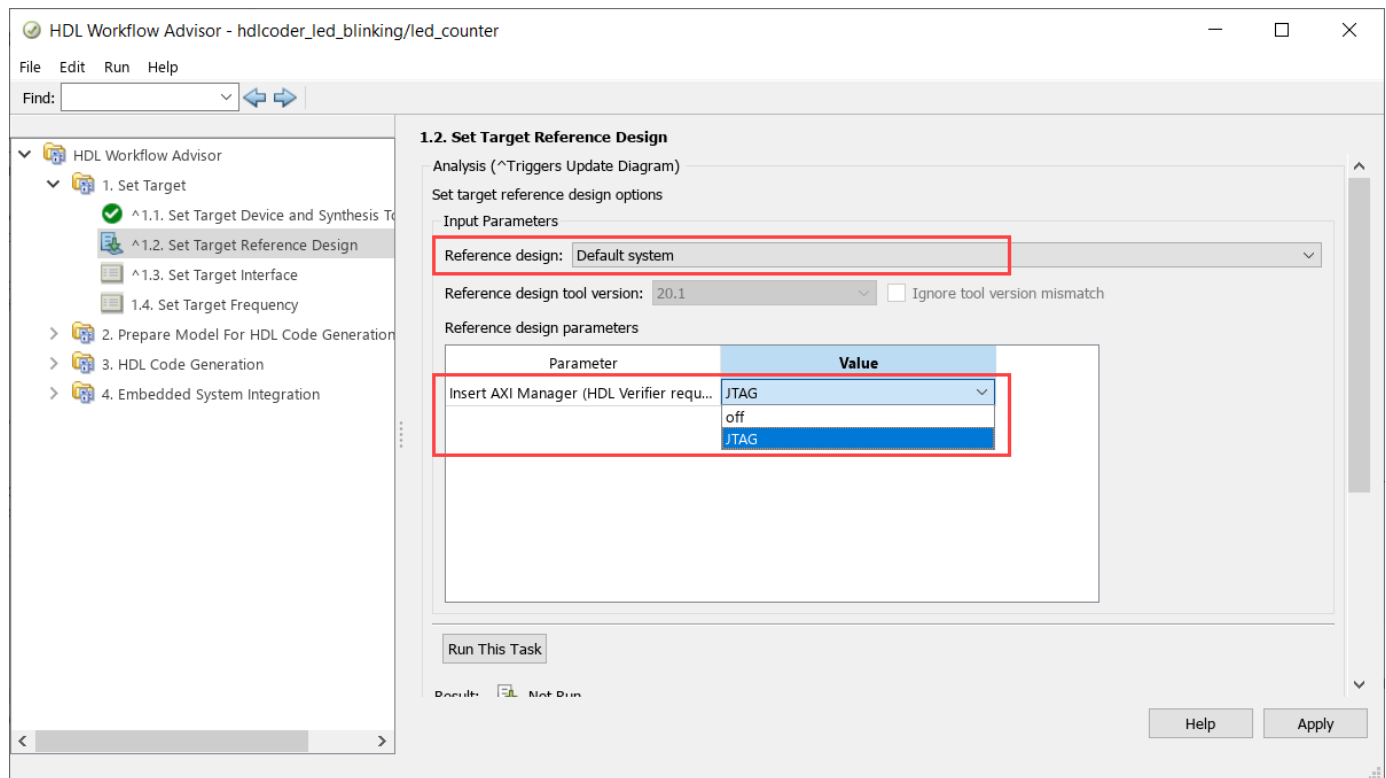 HDL Workflow Advisor - hdlcoder_led_blinking/led_counter
File Edit Run Help
Find:
HDL Workflow Advisor
1. Set Target
^1.1. Set Target Device and Synthesis To
^1.2. Set Target Reference Design
^1.3. Set Target Interface
1.4. Set Target Frequency
2. Prepare Model For HDL Code Generation
3. HDL Code Generation
4. Embedded System Integration
1.2. Set Target Reference Design
Analysis (^Triggers Update Diagram)
Set target reference design options
Input Parameters
Reference design: Default system
Reference design tool version: 20.1 Ignore tool version mismatch
Reference design parameters
Parameter Value
Insert AXI Manager (HDL Verifier requ... JTAG
off
JTAG
Run This Task
Result: Not Run
Help Apply